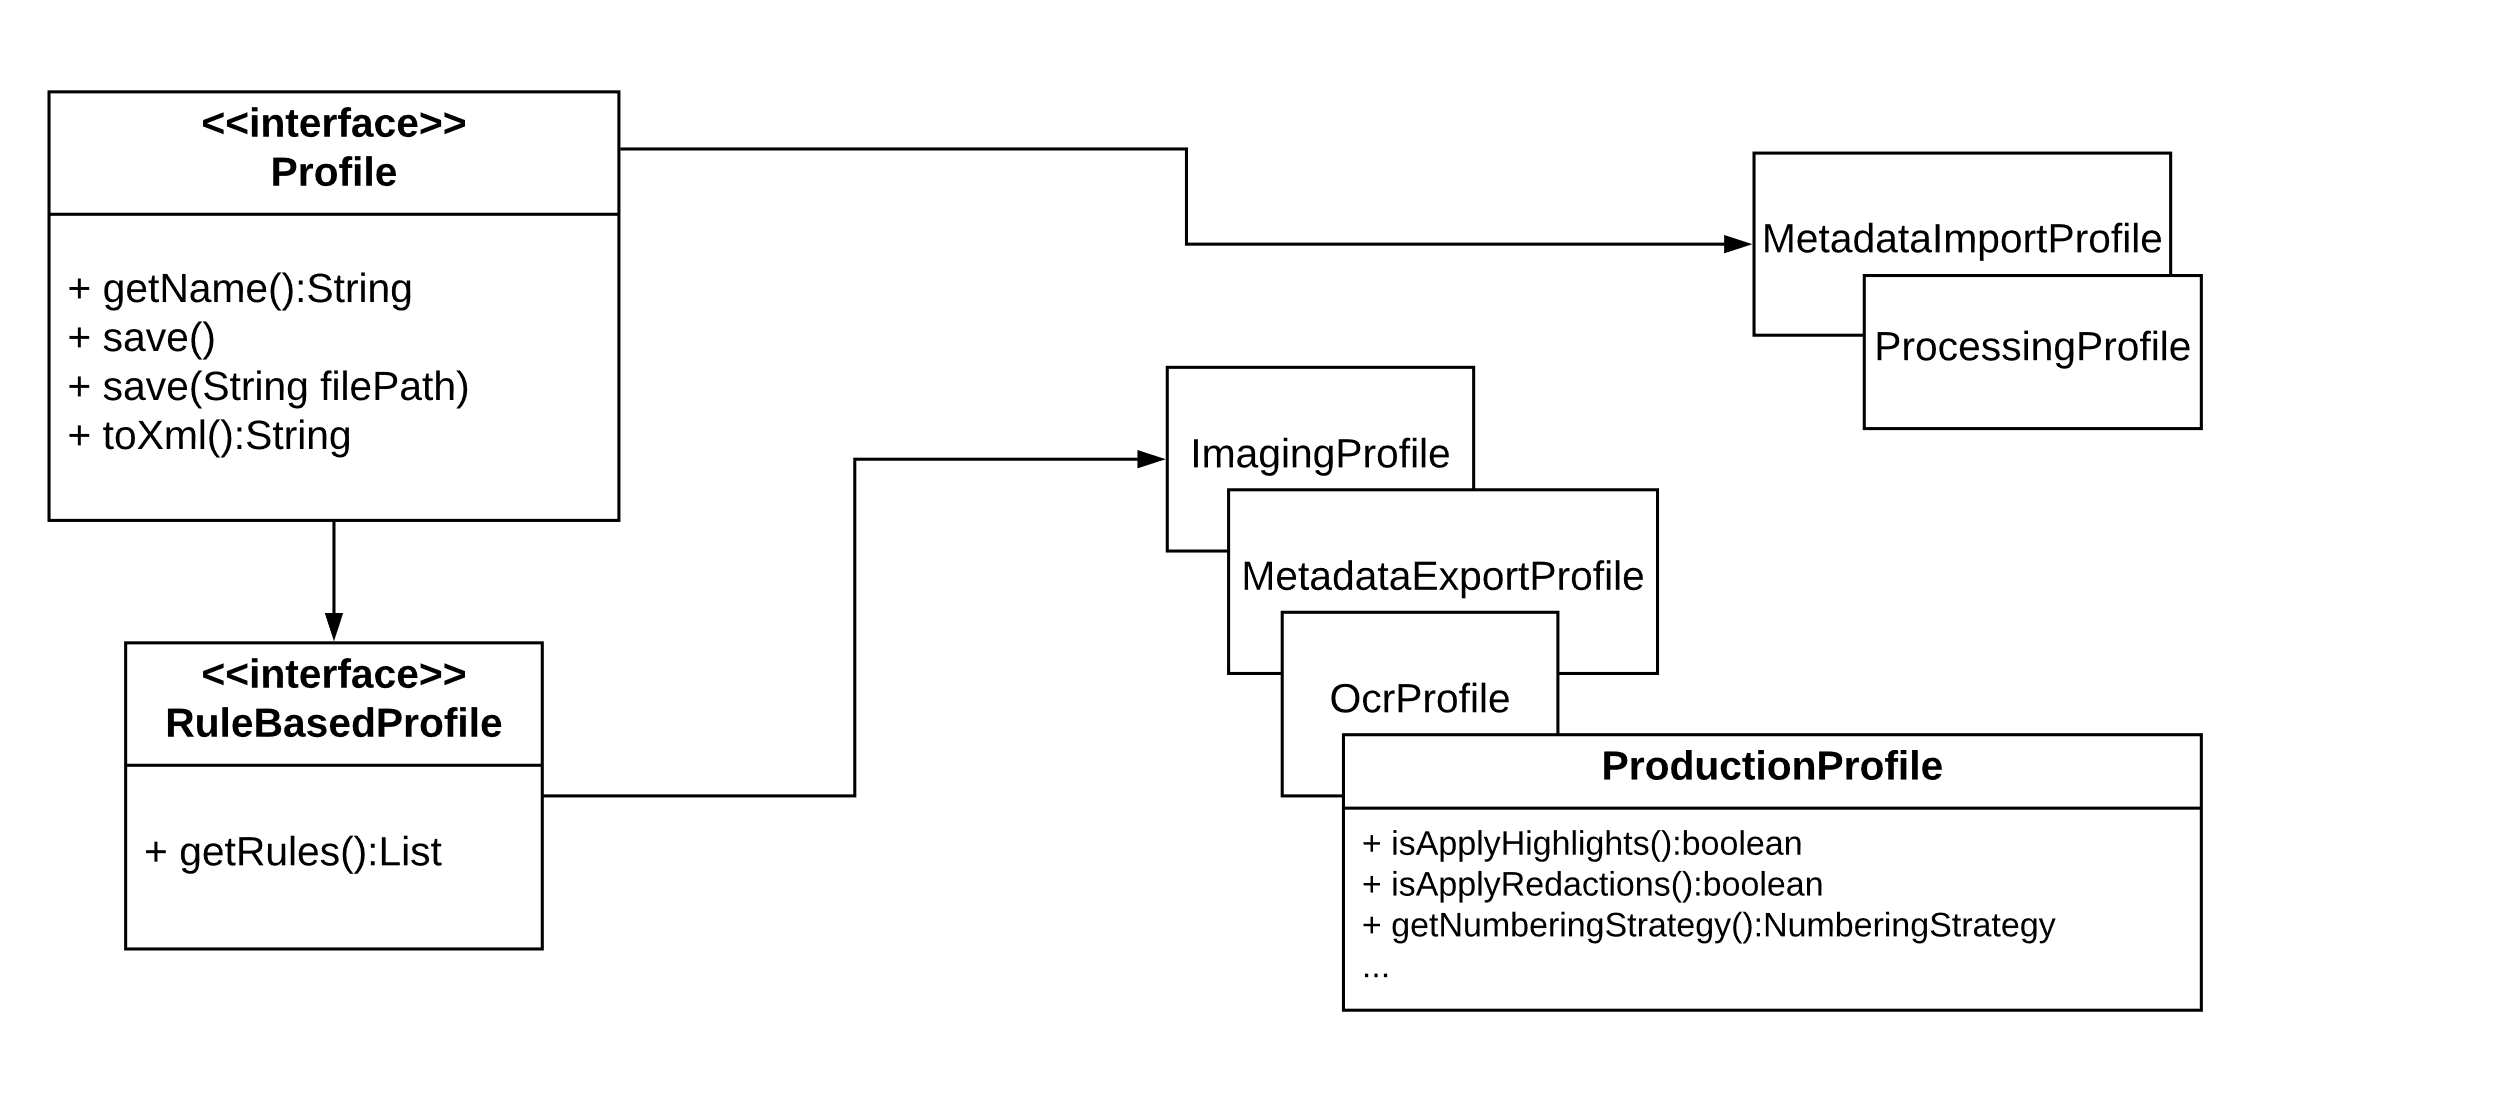 <<interface>>
Profile
+ getName():String
+ save()
+ save(String filePath)
+ toXml():String
<<interface>>
RuleBasedProfile
+ getRules():List
MetadataImportProfile
ProcessingProfile
ImagingProfile
MetadataExportProfile
OcrProfile
ProductionProfile
+ isApplyHighlights():boolean
+ isApplyRedactions():boolean
+ getNumberingStrategy():NumberingStrategy
...